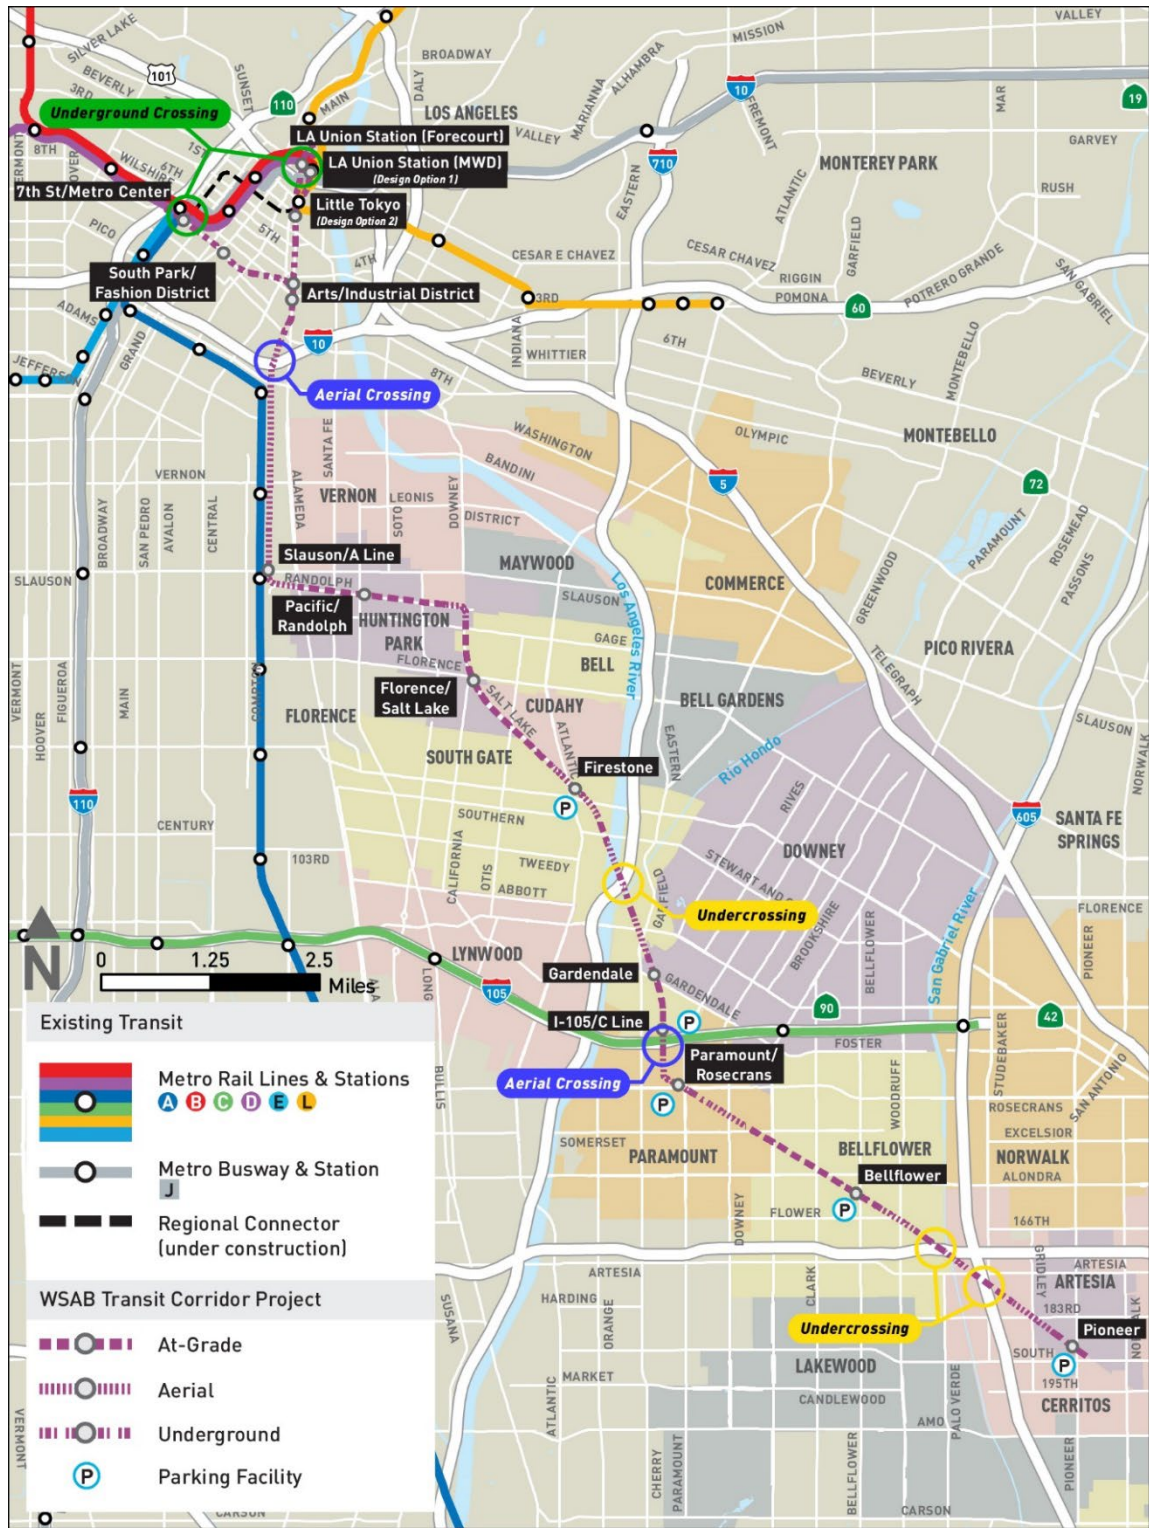 SILVER LAKE
BEVERLY
3RD
101
SUNSET
110
MAIN
BROADWAY
DALY
LOS ANGELES
VALLEY
MARIANNA
ALHAMBRA
MISSION
VALLEY
10
FREMONT
MAR
19
GARVEY
Underground Crossing
VERMONT
8TH
WILSHIRE
6TH
1ST
LA Union Station (Forecourt)
LA Union Station (MWD)
(Design Option 1)
7th St/Metro Center
Little Tokyo
(Design Option 2)
710
EASTERN
MONTEREY PARK
ATLANTIC
GARFIELD
RUSH
PICO
5TH
4TH
CESAR E CHAVEZ
CESAR CHAVEZ
RIGGIN
POMONA
POTRERO GRANDE
SAN GABRIEL
South Park/
Fashion District
Arts/Industrial District
3RD
60
ADAMS
GRAND
JEFFERSON
10
INDIANA
WHITTIER
6TH
MONTEBELLO
BEVERLY
Aerial Crossing
8TH
WASHINGTON
OLYMPIC
MONTEBELLO
SANTA FE
BANDINI
VERNON
VERNON
LEONIS
SOTO
DOWNEY
DISTRICT
5
72
PARAMOUNT
ROSEMEAD
PASSONS
BROADWAY
SAN PEDRO
AVALON
CENTRAL
ALAMEDA
Slauson/A Line
SLAUSON
RANDOLPH
MAYWOOD
SLAUSON
COMMERCE
GREENWOOD
Pacific/
Randolph
HUNTINGTON
PARK
Los Angeles River
GAGE
BELL
PICO RIVERA
TELEGRAPH
FLORENCE
Florence/
Salt Lake
SALT LAKE
CUDAHY
BELL GARDENS
VERMONT
HOOVER
FIGUEROA
MAIN
COMPTON
FLORENCE
SLAUSON
NORWALK
SOUTH GATE
ATLANTIC
Firestone
EASTERN
Rio Hondo
P
110
RIVES
605
SANTA FE
SPRINGS
CENTURY
103RD
SOUTHERN
CALIFORNIA
OTIS
TWEEDY
ABBOTT
DOWNEY
STEWART AND
GARFIELD
Undercrossing
BROOKSHIRE
BELLFLOWER
San Gabriel River
FLORENCE
PIONEER
N
0
1.25
2.5
Miles
LYNWOOD
LONG
105
Gardendale
GARDENDALE
I-105/C Line
P
90
42
FOSTER
STUDEBAKER
SAN ANTONIO
Aerial Crossing
Paramount/
Rosecrans
P
BULLIS
WOODRUFF
ROSECRANS
EXCELSIOR
SOMERSET
PARAMOUNT
BELLFLOWER
NORWALK
ALONDRA
Bellflower
P
DOWNEY
FLOWER
166TH
ARTESIA
CLARK
GRIDLEY
ARTESIA
ARTESIA
HARDING
ORANGE
183RD
Undercrossing
Pioneer
SUSANA
SOUTH
P
195TH
LAKEWOOD
MARKET
CANDLEWOOD
CERRITOS
ATLANTIC
AMO
PALO VERDE
CHERRY
PARAMOUNT
BELLFLOWER
PIONEER
CARSON
VERMONT
CARSON
Existing Transit
Metro Rail Lines & Stations
A B C D E L
Metro Busway & Station
J
Regional Connector
(under construction)
WSAB Transit Corridor Project
At-Grade
Aerial
Underground
P
Parking Facility